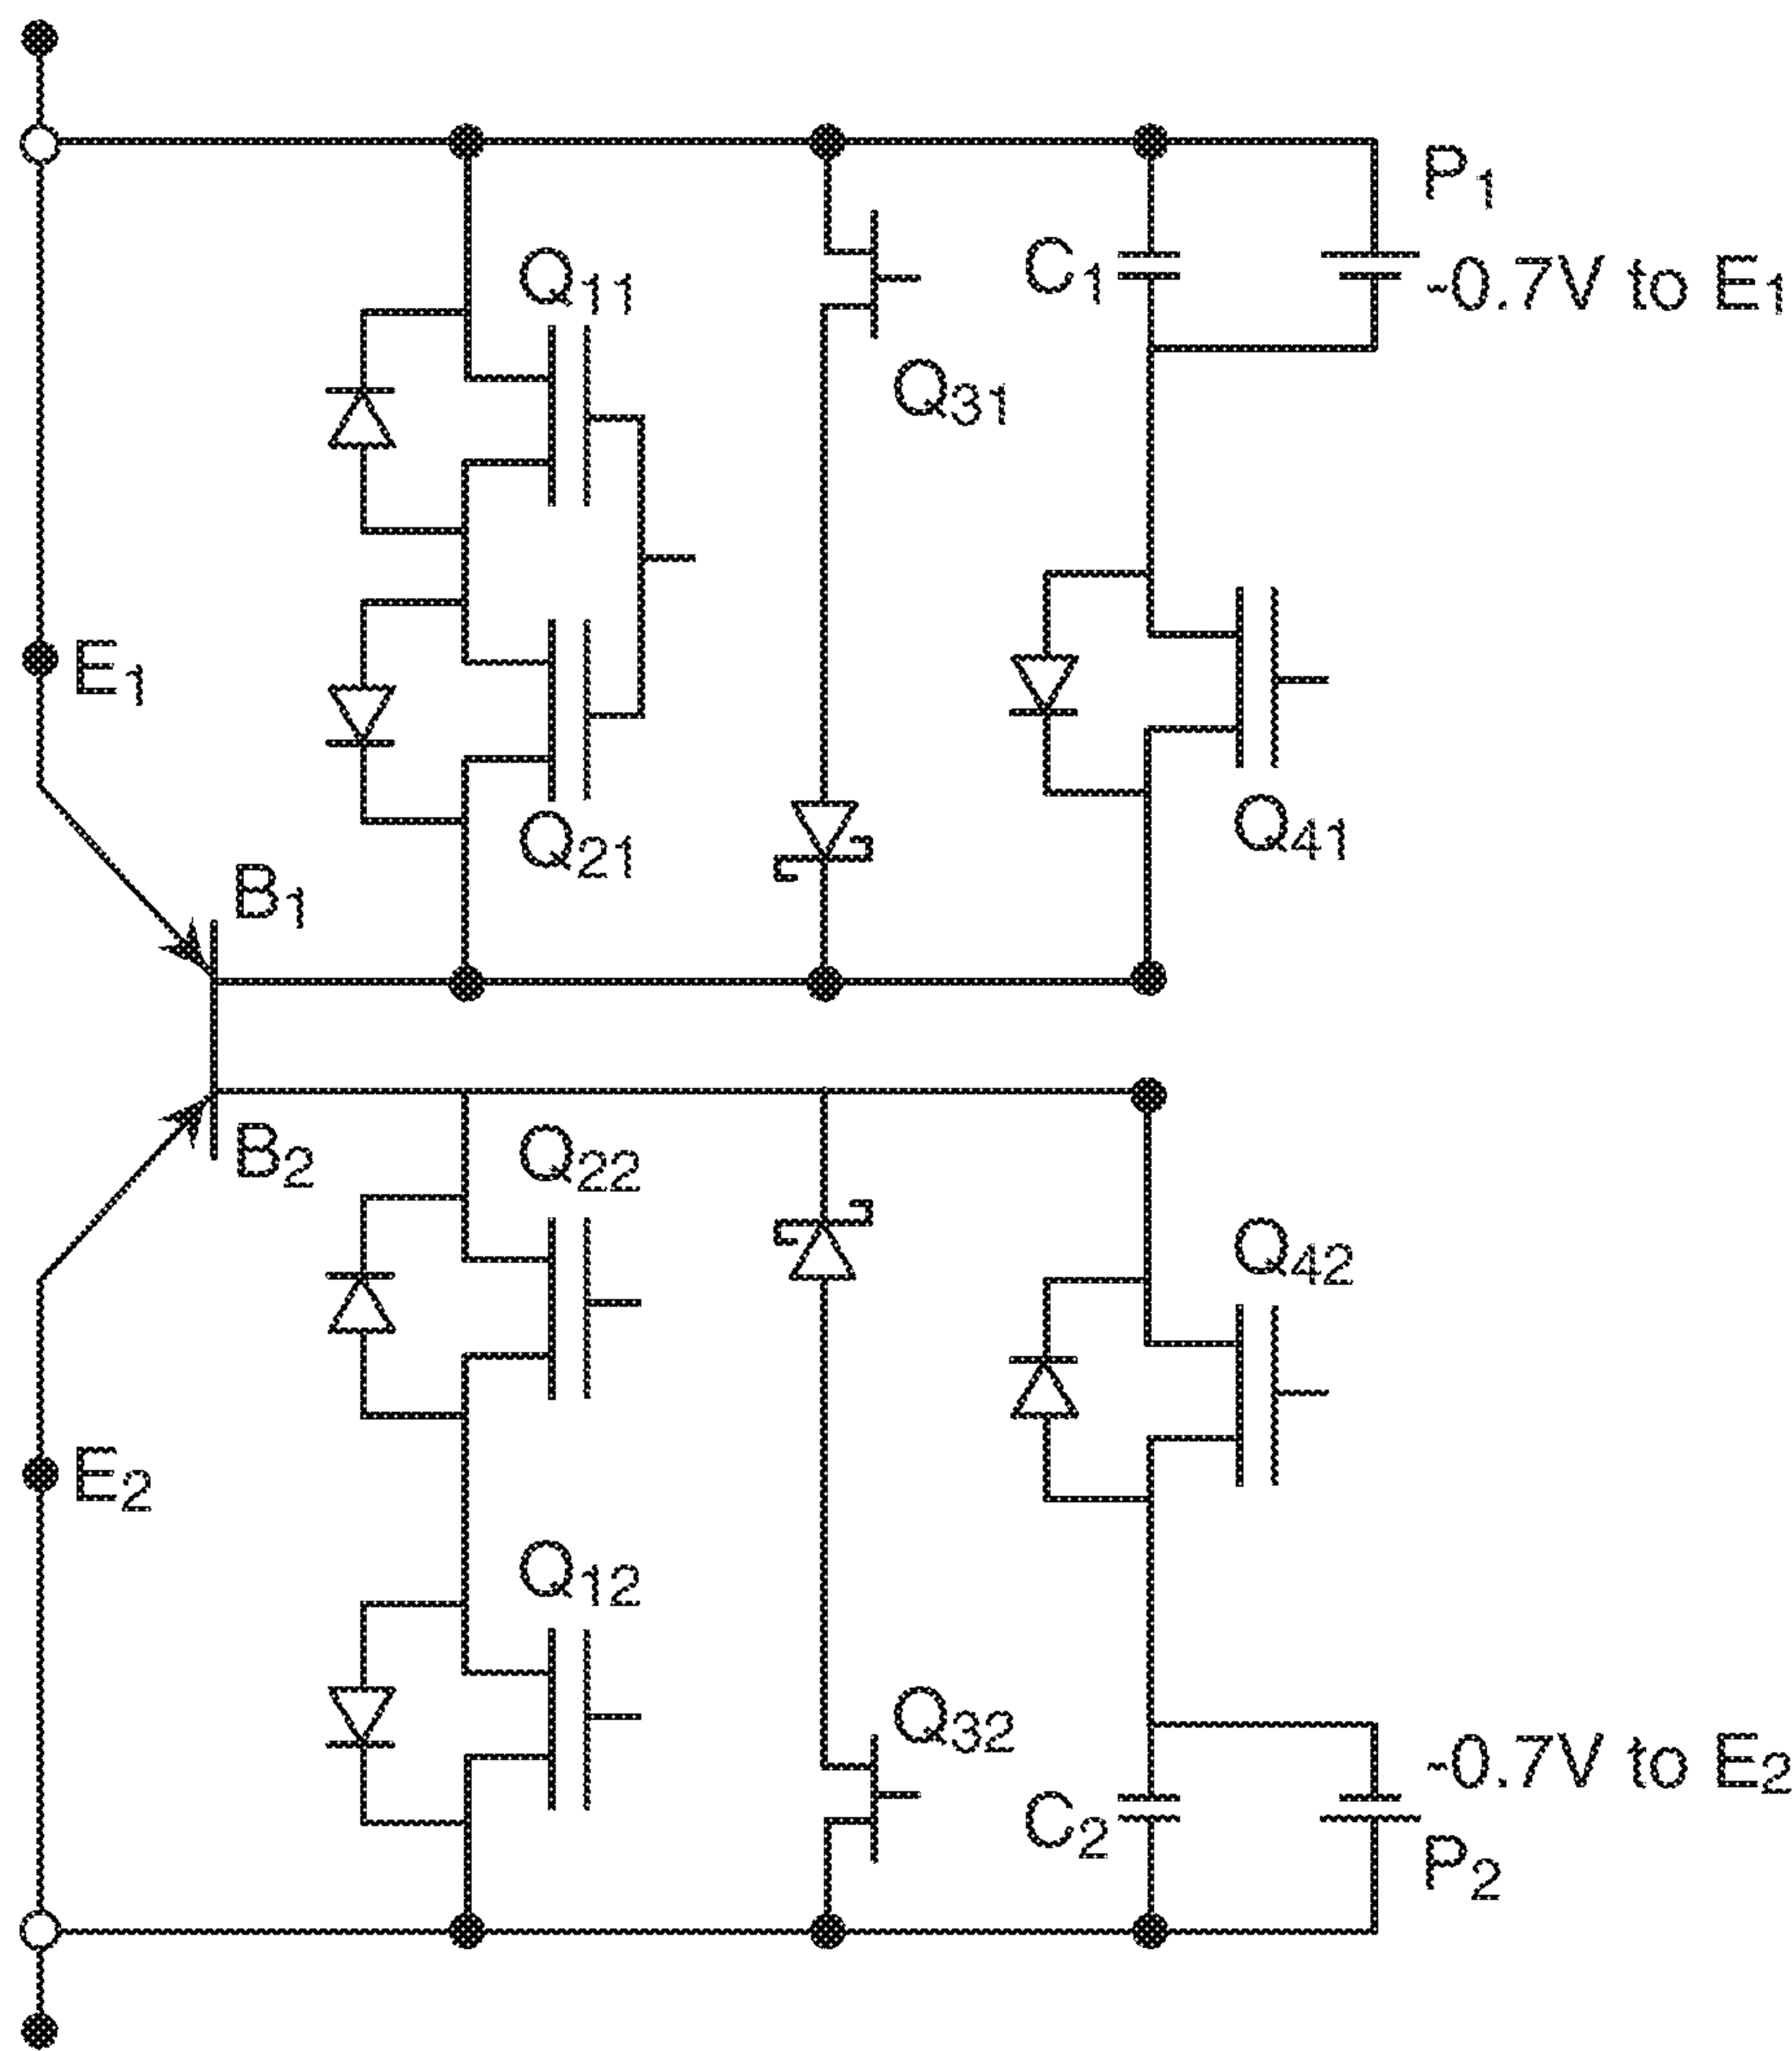 P1
-0.7V to E1
C1
Q11
Q31
E1
Q21
Q41
B1
B2
Q22
Q42
E2
Q12
Q32
-0.7V to E2
C2
P2